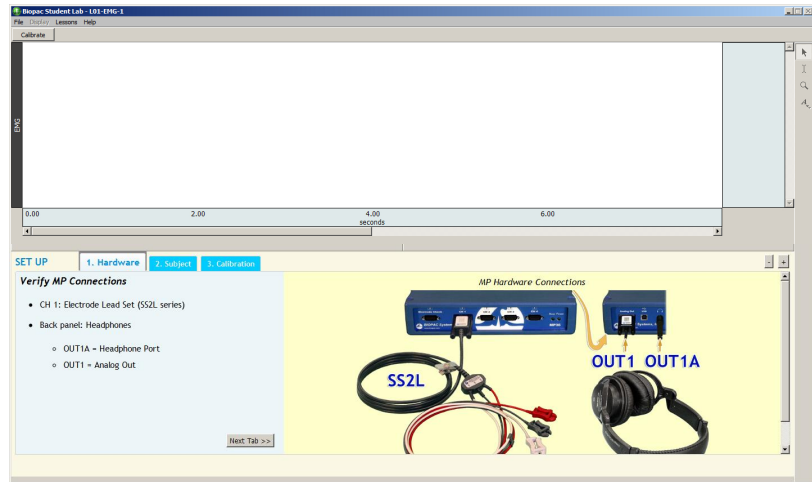 Biopac Student Lab - L01-EMG-1
File Display Lessons Help
Calibrate
EMG
0.00 2.00 4.00 6.00
seconds
SET UP 1. Hardware 2. Subject 3. Calibration - +
Verify MP Connections
• CH 1: Electrode Lead Set (SS2L series)
• Back panel: Headphones
○ OUT1A = Headphone Port
○ OUT1 = Analog Out
Next Tab >>
MP Hardware Connections
BIOPAC Systems
Analog Out
Systems,
SS2L
OUT1 OUT1A